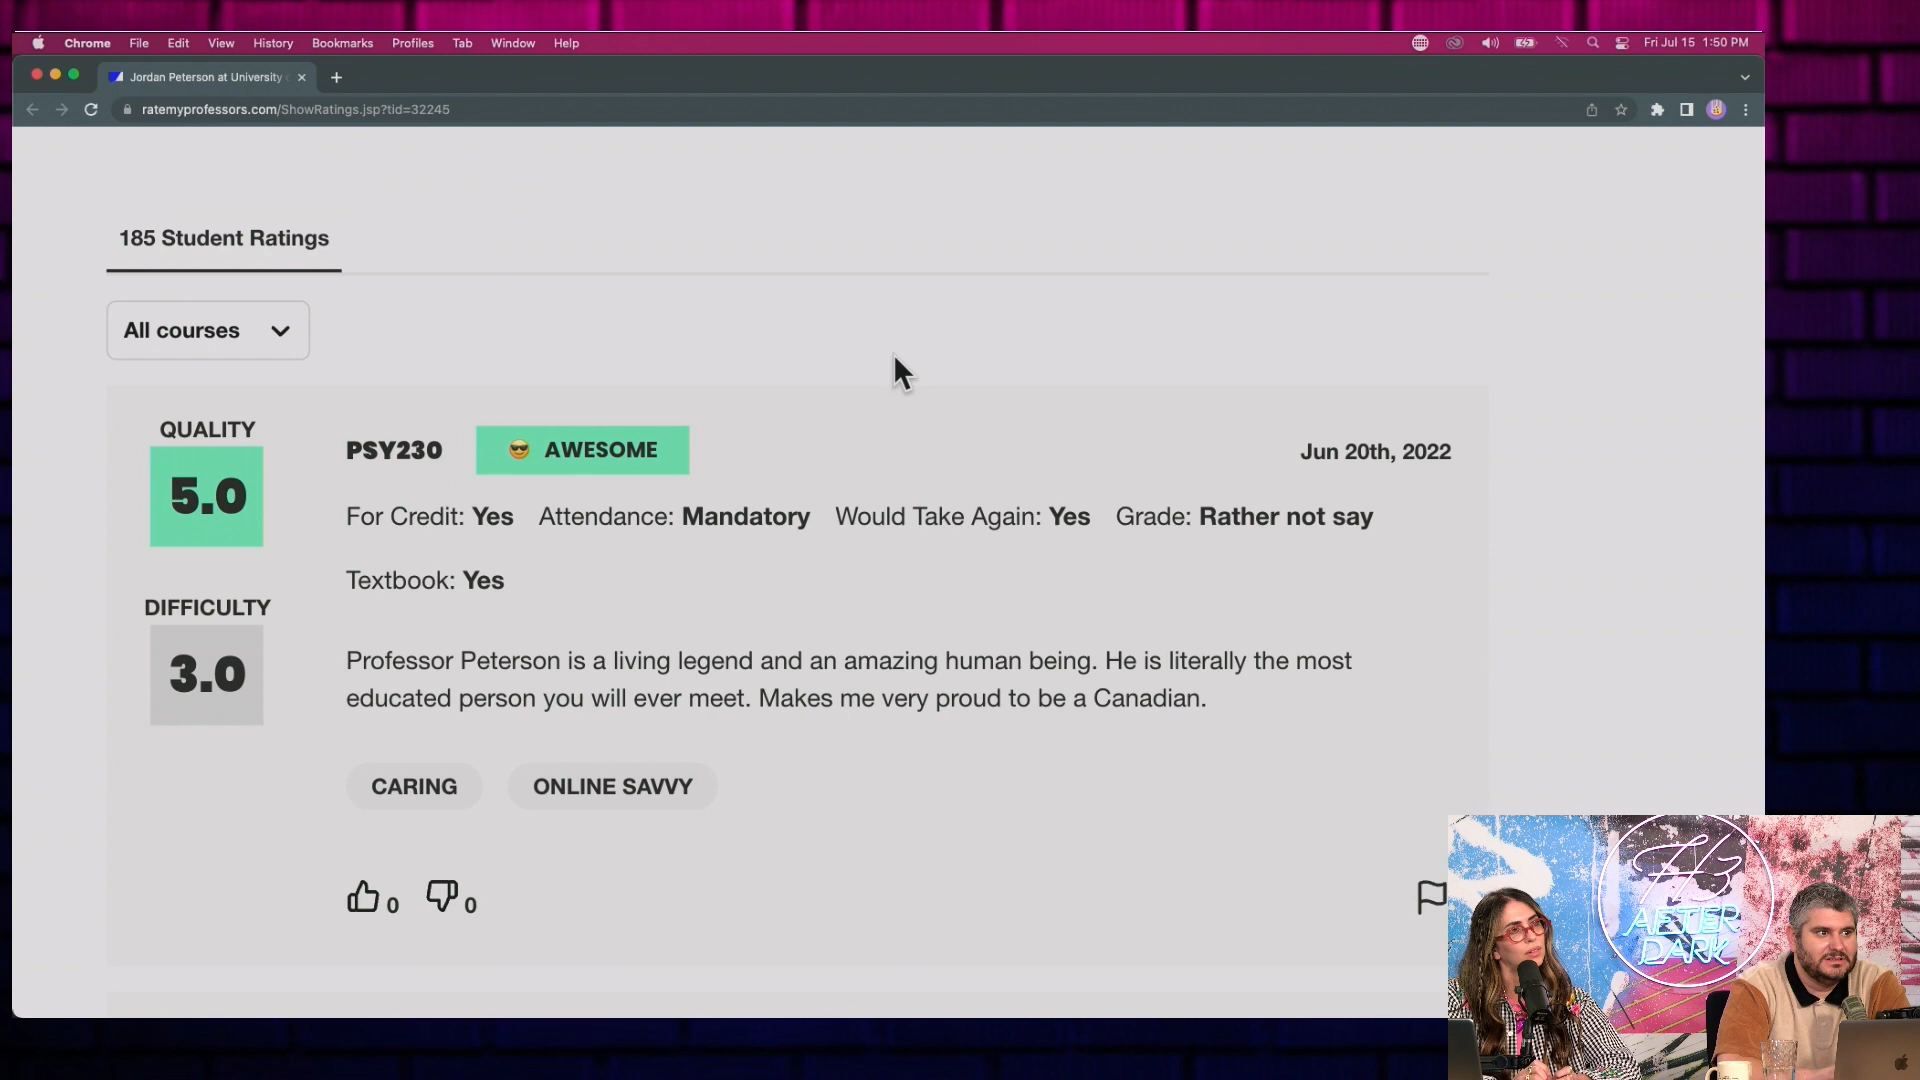 Chrome File Edit View History Bookmarks Profiles Tab Window Help Fri Jul 15 1:50 PM
Jordan Peterson at University
ratemyprofessors.com/ShowRatings.jsp?tid=32245
185 Student Ratings
All courses
QUALITY
5.0
PSY230 AWESOME Jun 20th, 2022
For Credit: Yes Attendance: Mandatory Would Take Again: Yes Grade: Rather not say
Textbook: Yes
DIFFICULTY
3.0
Professor Peterson is a living legend and an amazing human being. He is literally the most
educated person you will ever meet. Makes me very proud to be a Canadian.
CARING ONLINE SAVVY
0 0
H3
AFTER
DARK